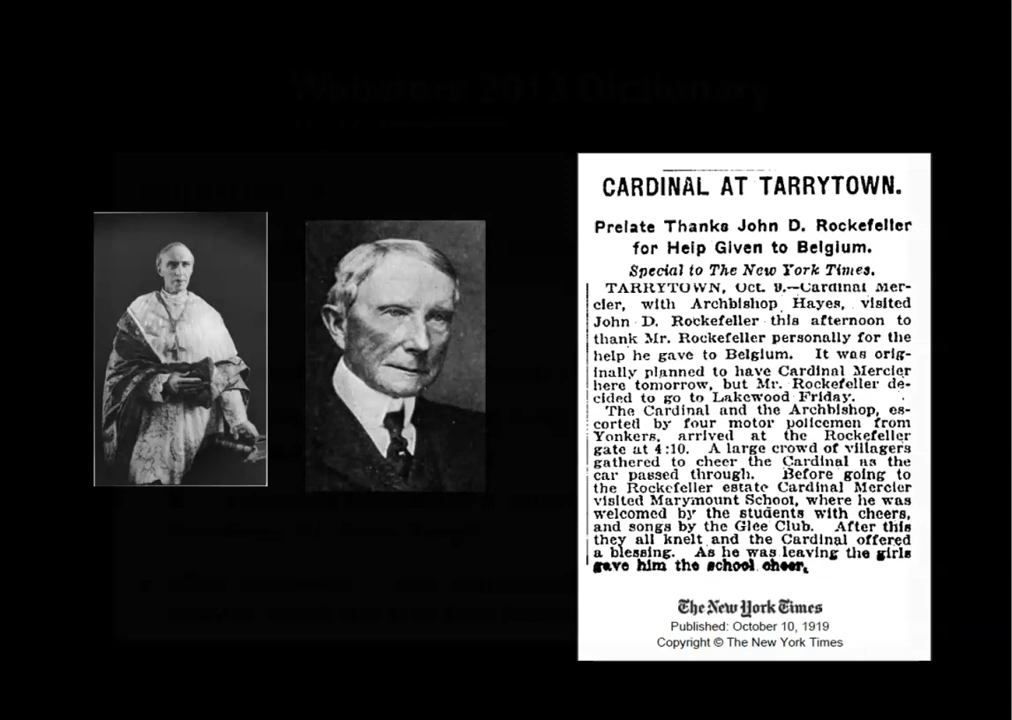 Websters 2013 Dictionary
CARDINAL AT TARRYTOWN.
Prelate Thanks John D. Rockefeller
for Help Given to Belgium.
Special to The New York Times.
TARRYTOWN, Oct. 9.—Cardinal Mer-
cier, with Archbishop Hayes, visited
John D. Rockefeller this afternoon to
thank Mr. Rockefeller personally for the
help he gave to Belgium. It was orig-
inally planned to have Cardinal Mercier
here tomorrow, but Mr. Rockefeller de-
cided to go to Lakewood Friday.
The Cardinal and the Archbishop, es-
corted by four motor policemen from
Yonkers, arrived at the Rockefeller
gate at 4:10. A large crowd of villagers
gathered to cheer the Cardinal as the
car passed through. Before going to
the Rockefeller estate Cardinal Mercier
visited Marymount School, where he was
welcomed by the students with cheers,
and songs by the Glee Club. After this
they all knelt and the Cardinal offered
a blessing. As he was leaving the girls
gave him the school cheer.
The New York Times
Published: October 10, 1919
Copyright © The New York Times